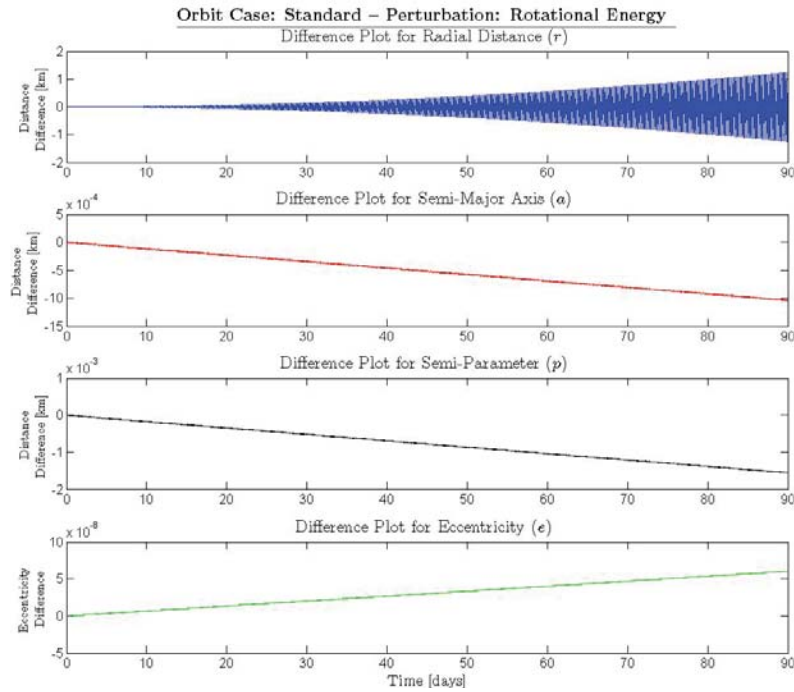 Orbit Case: Standard – Perturbation: Rotational Energy
Difference Plot for Radial Distance (r)
Distance
Difference [km]
2
1
0
-1
-2
0 10 20 30 40 50 60 70 80 90
Difference Plot for Semi-Major Axis (a)
x 10^-4
Distance
Difference [km]
5
0
-5
-10
-15
0 10 20 30 40 50 60 70 80 90
Difference Plot for Semi-Parameter (p)
x 10^-3
Distance
Difference [km]
1
0
-1
-2
0 10 20 30 40 50 60 70 80 90
Difference Plot for Eccentricity (e)
x 10^-8
Eccentricity
Difference
10
5
0
-5
0 10 20 30 40 50 60 70 80 90
Time [days]